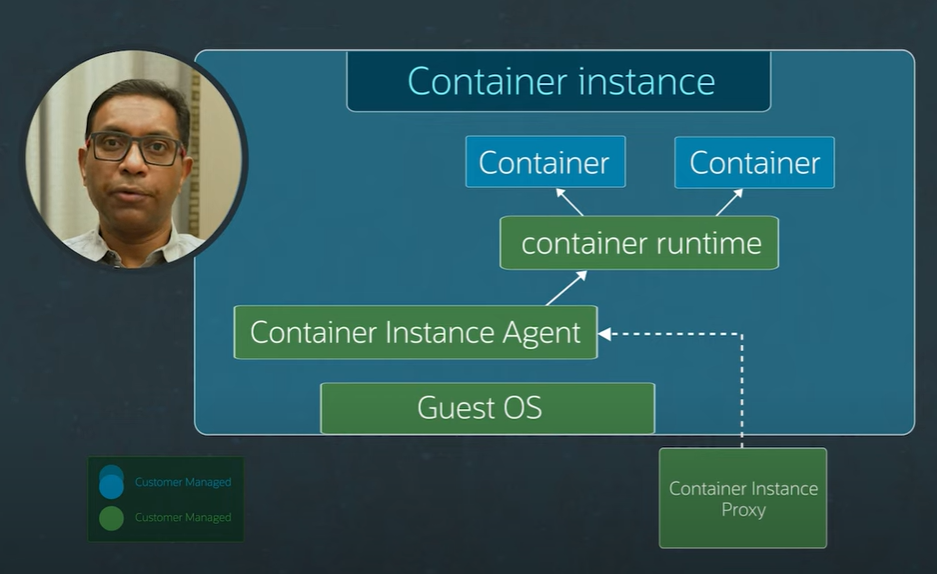 Container instance
Container
Container
container runtime
Container Instance Agent
Guest OS
Container Instance
Proxy
Customer Managed
Customer Managed